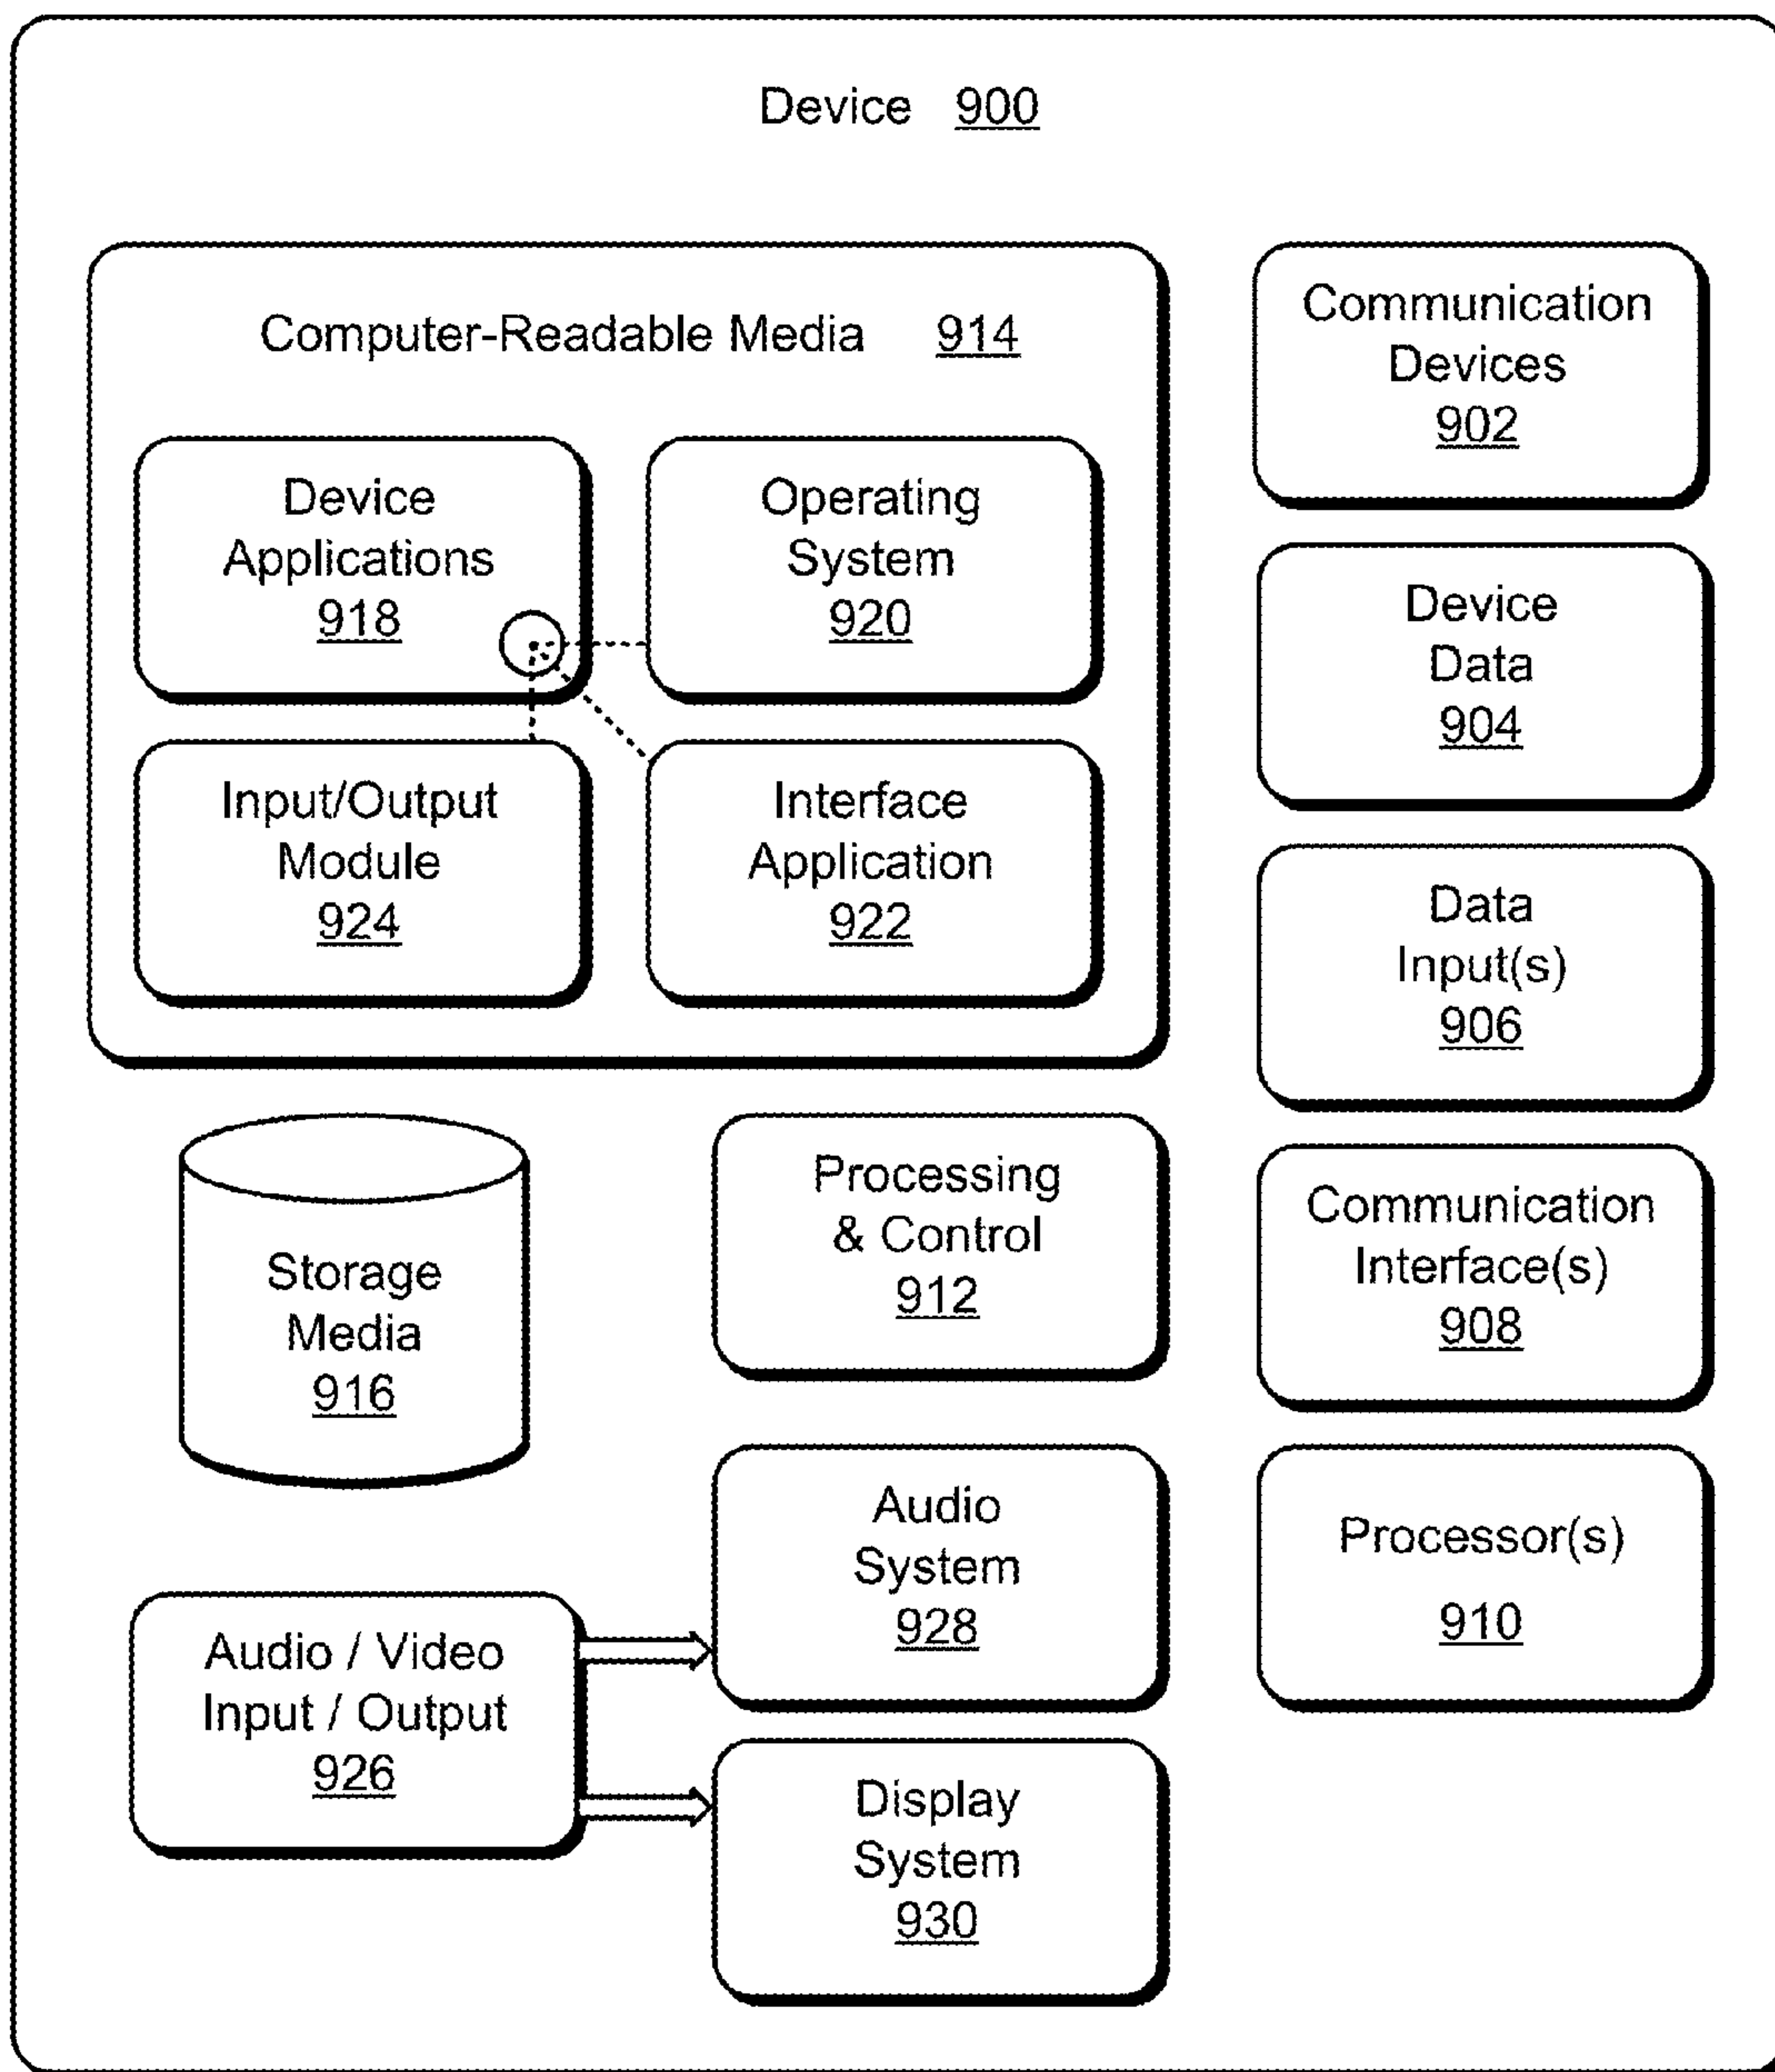 Device 900
Computer-Readable Media 914
Device
Applications
918
Operating
System
920
Input/Output
Module
924
Interface
Application
922
Storage
Media
916
Processing
& Control
912
Audio / Video
Input / Output
926
Audio
System
928
Display
System
930
Communication
Devices
902
Device
Data
904
Data
Input(s)
906
Communication
Interface(s)
908
Processor(s)
910